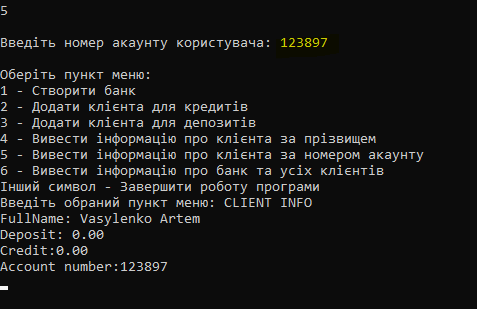 5
Введіть номер акаунту користувача: 123897
Оберіть пункт меню:
1 - Створити банк
2 - Додати клієнта для кредитів
3 - Додати клієнта для депозитів
4 - Вивести інформацію про клієнта за прізвищем
5 - Вивести інформацію про клієнта за номером акаунту
6 - Вивести інформацію про банк та усіх клієнтів
Інший символ - Завершити роботу програми
Введіть обраний пункт меню: CLIENT INFO
FullName: Vasylenko Artem
Deposit: 0.00
Credit:0.00
Account number:123897